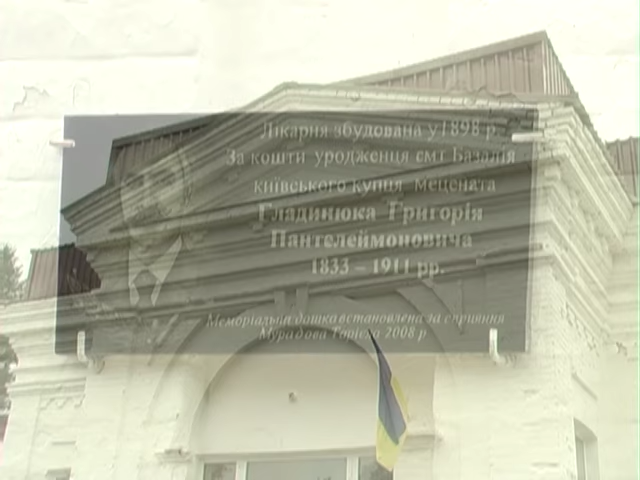 Лікарня збудована у 1898 р.
За кошти уродженця смт Базалія
київського купця мецената
Гладинюка Григорія
Пантелеймоновича
1833 – 1911 рр.
Меморіальна дошка встановлена за сприяння
Мурадова 2008 р